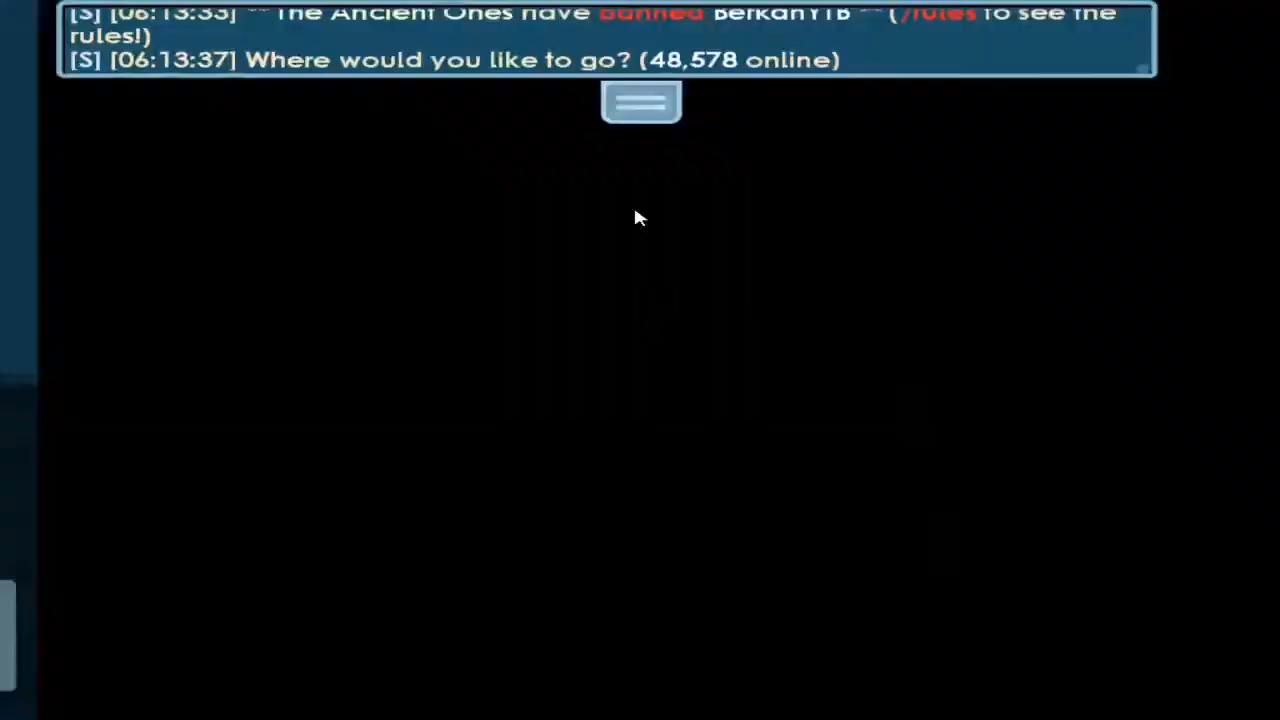 [S] [06:13:33] ** The Ancient Ones have banned BerkanYTB ** (/rules to see the
rules!)
[S] [06:13:37] Where would you like to go? (48,578 online)